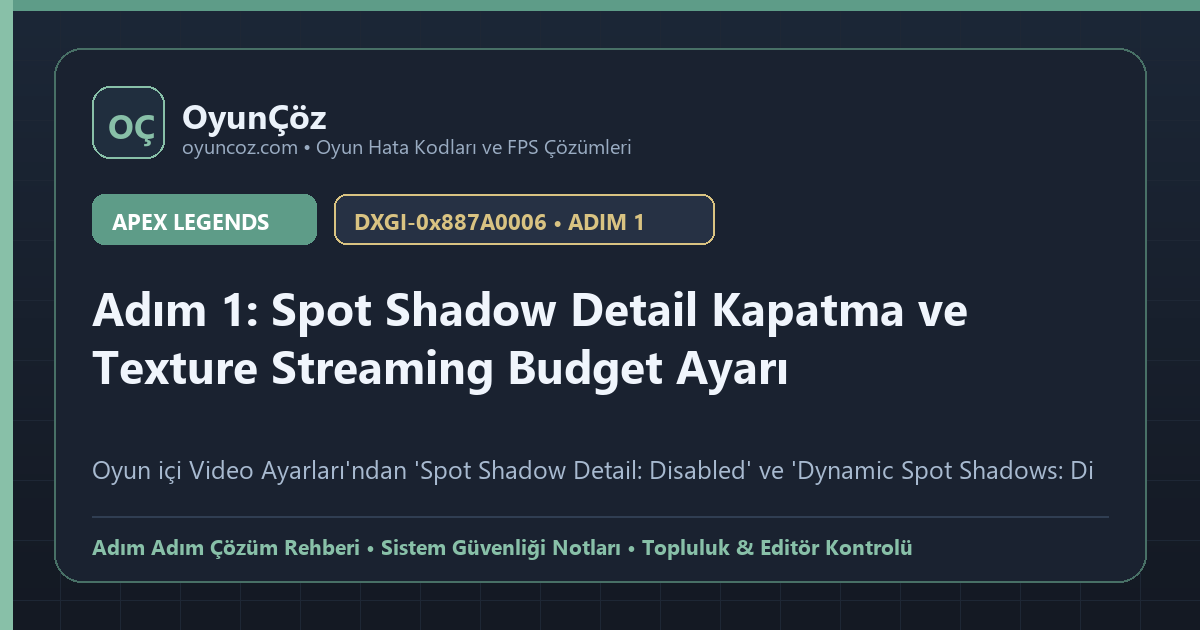 OÇ
OyunÇöz
oyuncoz.com • Oyun Hata Kodları ve FPS Çözümleri
APEX LEGENDS
DXGI-0x887A0006 • ADIM 1
Adım 1: Spot Shadow Detail Kapatma ve
Texture Streaming Budget Ayarı
Oyun içi Video Ayarları'ndan 'Spot Shadow Detail: Disabled' ve 'Dynamic Spot Shadows: Di
Adım Adım Çözüm Rehberi • Sistem Güvenliği Notları • Topluluk & Editör Kontrolü